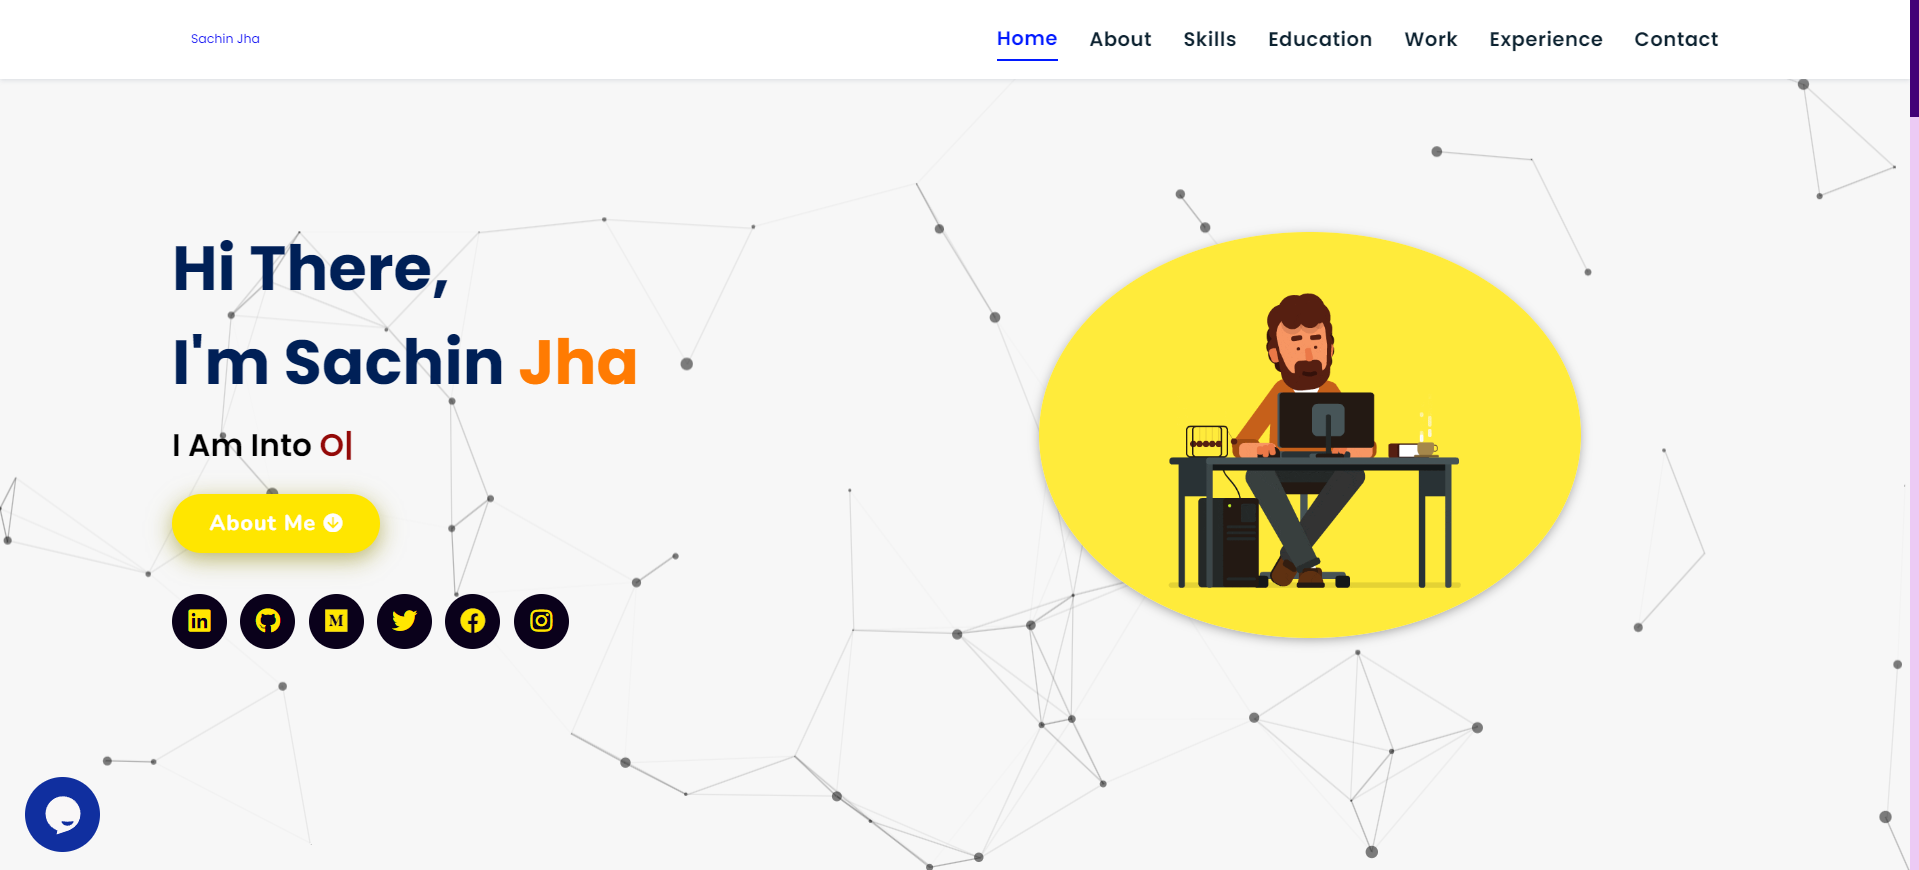 Sachin Jha
Home About Skills Education Work Experience Contact
Hi There,
I'm Sachin Jha
I Am Into O|
About Me